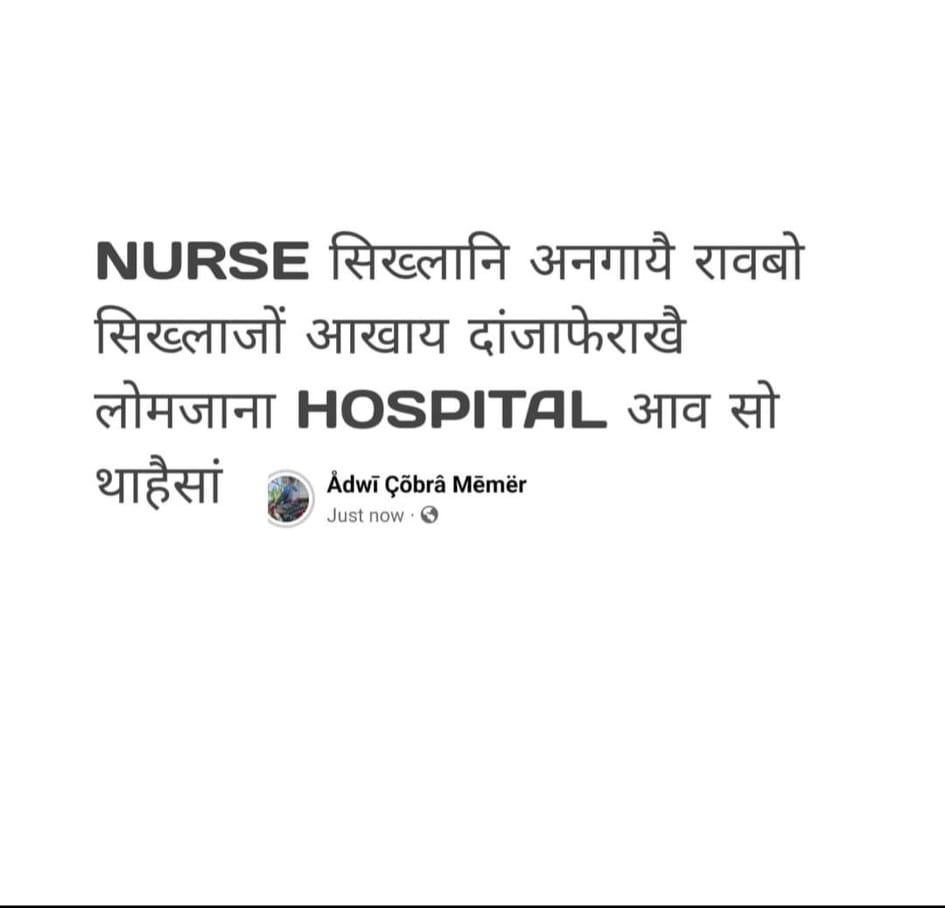 NURSE सिख्लानि अनगायै रावबो
सिख्लाजों आखाय दांजाफेराखै
लोमजाना HOSPITAL आव सो
थाहैसां
Ådwī Çõbrâ Mēmër
Just now ·